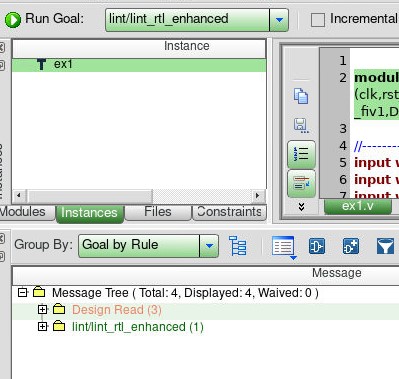 Run Goal: lint/lint_rtl_enhanced Incremental
Instance
ex1
1
2 modul
(clk,rst
_fiv1,D
3
4 //--------
5 input w
6 input w
7 input w
Modules Instances Files Constraints
ex1.v
Group By: Goal by Rule
Message
Message Tree ( Total: 4, Displayed: 4, Waived: 0 )
Design Read (3)
lint/lint_rtl_enhanced (1)